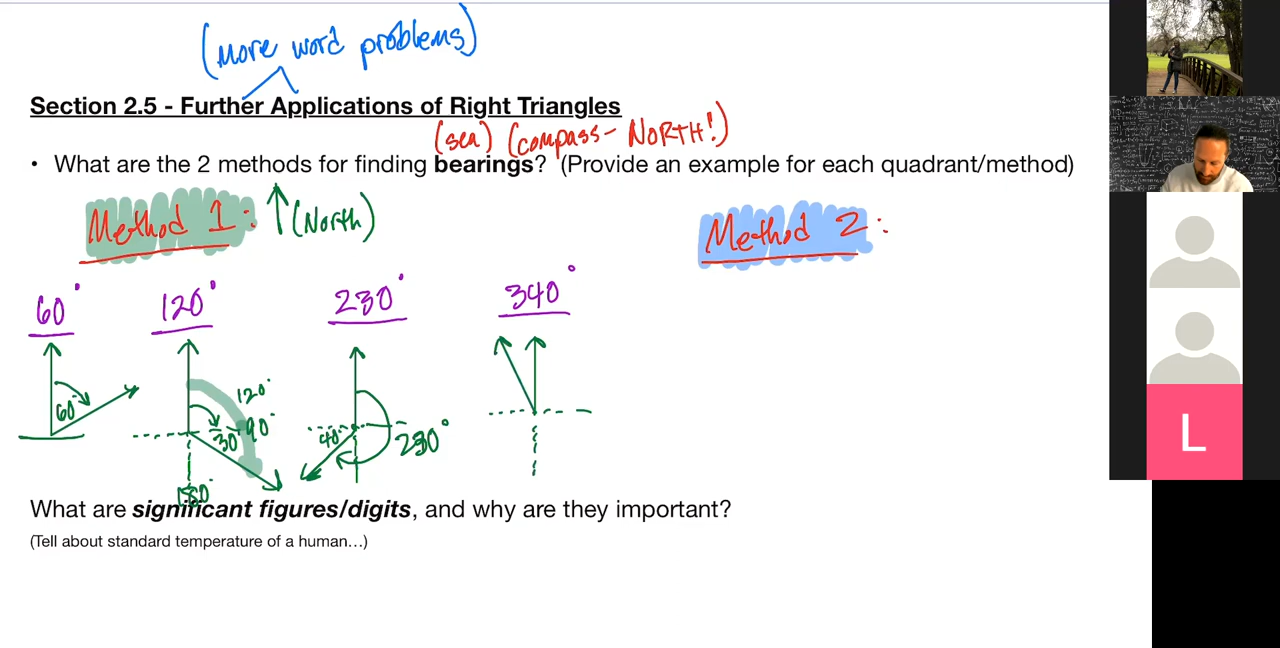 (more word problems)
Section 2.5 - Further Applications of Right Triangles
(sea) (compass - NORTH!)
• What are the 2 methods for finding bearings? (Provide an example for each quadrant/method)
Method 1: ↑ (North)
Method 2:
60° 120° 230° 340°
60°
120°
30° 90°
180°
40° 230°
What are significant figures/digits, and why are they important?
(Tell about standard temperature of a human…)
L